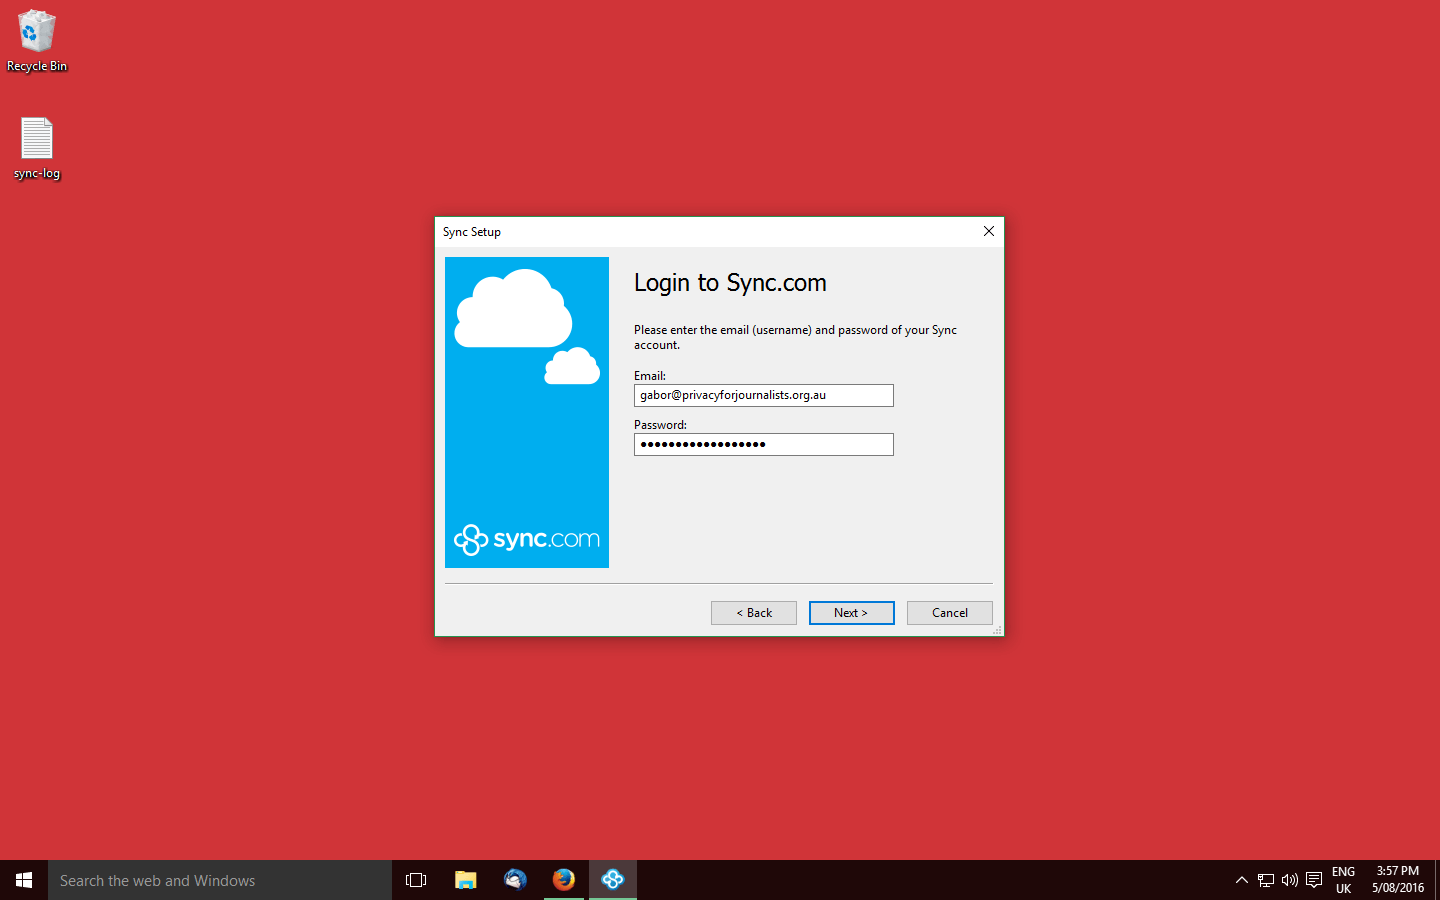 Recycle Bin
sync-log
Sync Setup
Login to Sync.com
Please enter the email (username) and password of your Sync
account.
Email:
gabor@privacyforjournalists.org.au
Password:
••••••••••••••••••
sync.com
< Back
Next >
Cancel
Search the web and Windows
ENG
UK
3:57 PM
5/08/2016